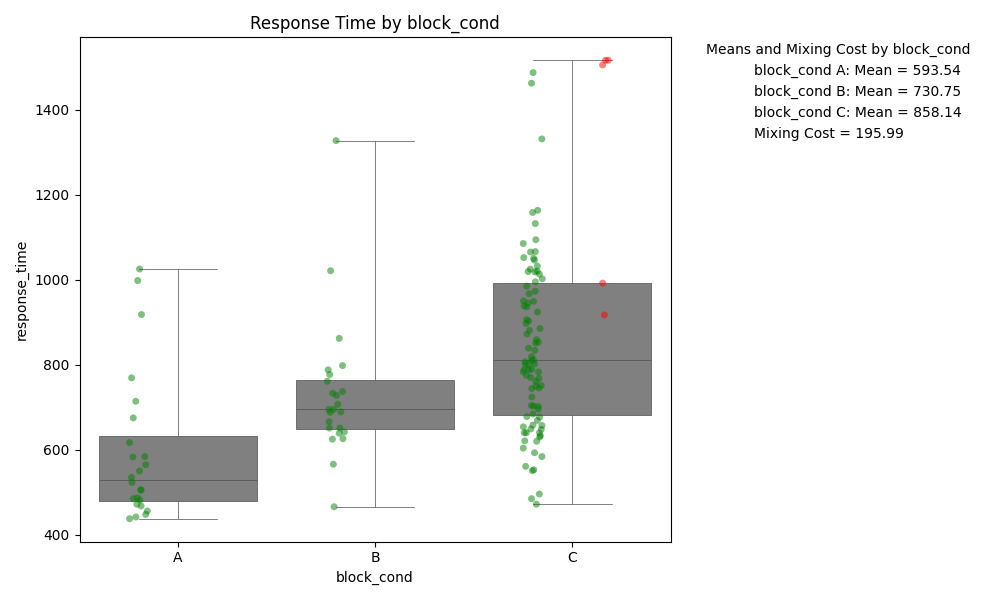 Response Time by block_cond
Means and Mixing Cost by block_cond
block_cond A: Mean = 593.54
block_cond B: Mean = 730.75
block_cond C: Mean = 858.14
Mixing Cost = 195.99
response_time
1400
1200
1000
800
600
400
A
B
C
block_cond